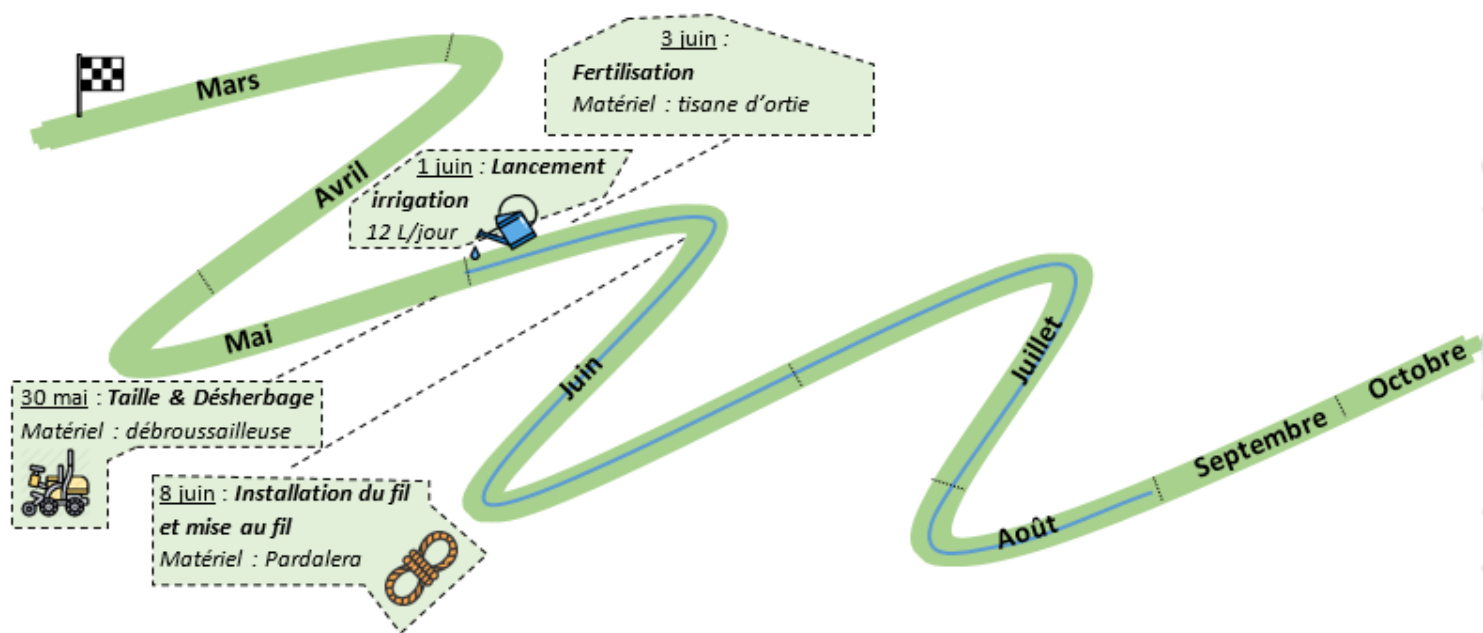 Mars
Avril
Mai
Juin
Juillet
Août
Septembre
Octobre
3 juin :
Fertilisation
Matériel : tisane d'ortie
1 juin : Lancement
irrigation
12 L/jour
30 mai : Taille & Désherbage
Matériel : débroussailleuse
8 juin : Installation du fil
et mise au fil
Matériel : Pardalera